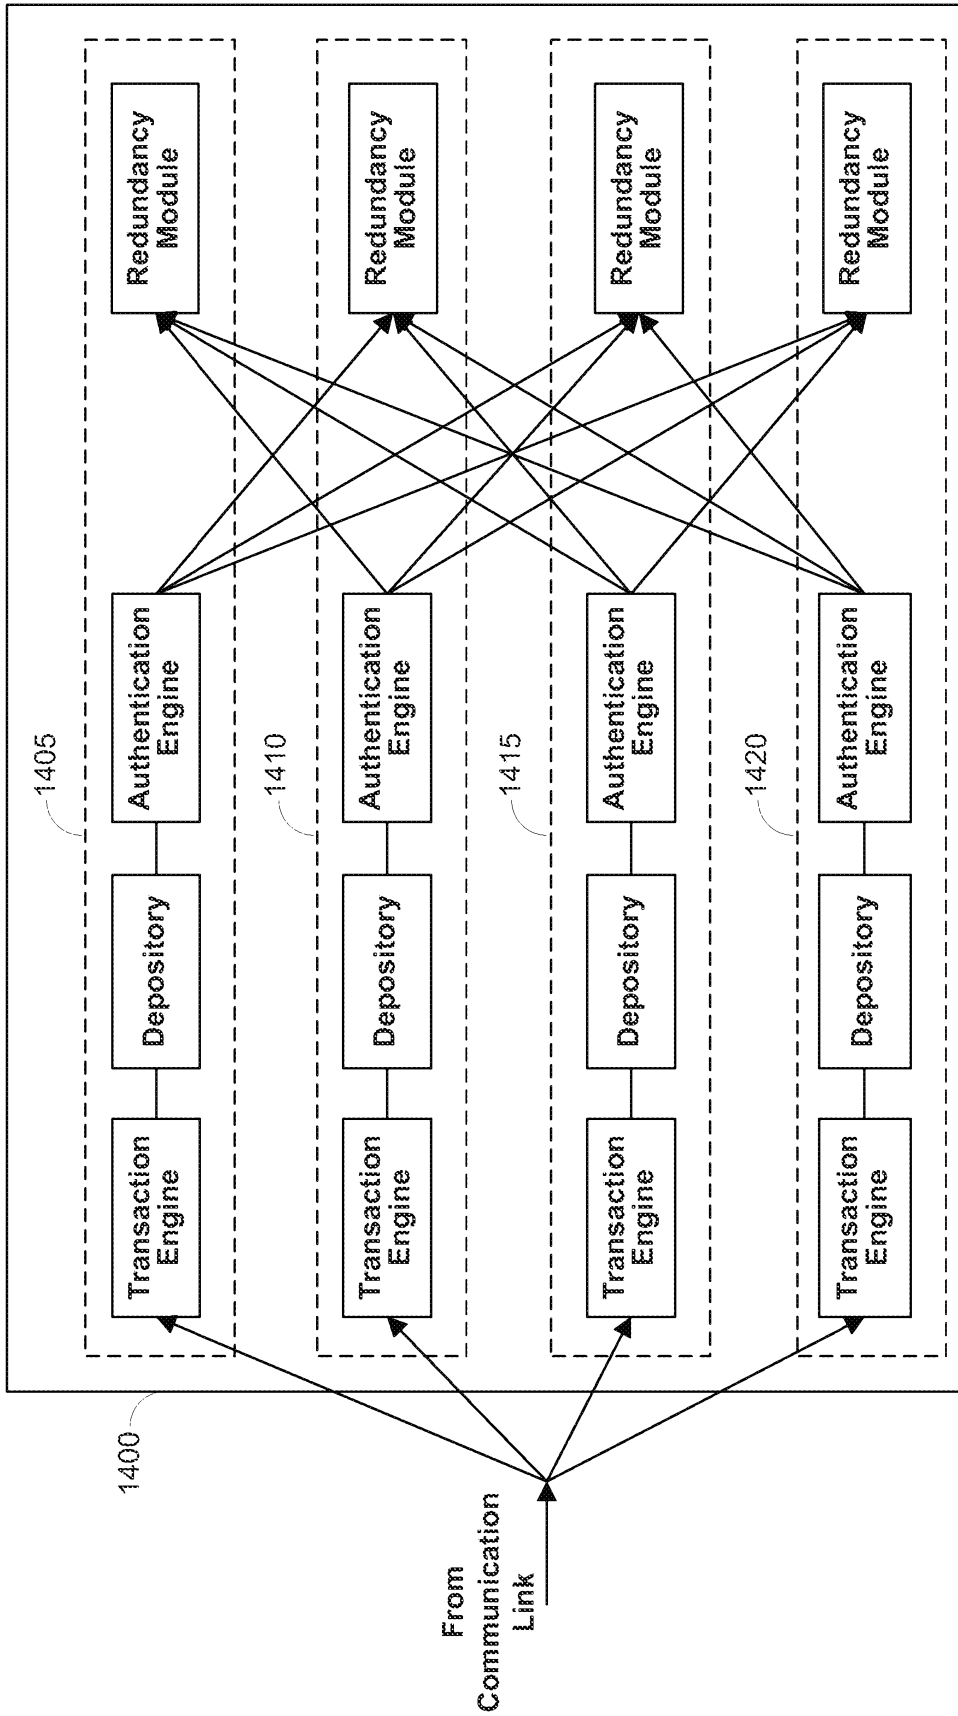 1400
From
Communication
Link
1405
Transaction
Engine
Depository
Authentication
Engine
Redundancy
Module
1410
Transaction
Engine
Depository
Authentication
Engine
Redundancy
Module
1415
Transaction
Engine
Depository
Authentication
Engine
Redundancy
Module
1420
Transaction
Engine
Depository
Authentication
Engine
Redundancy
Module